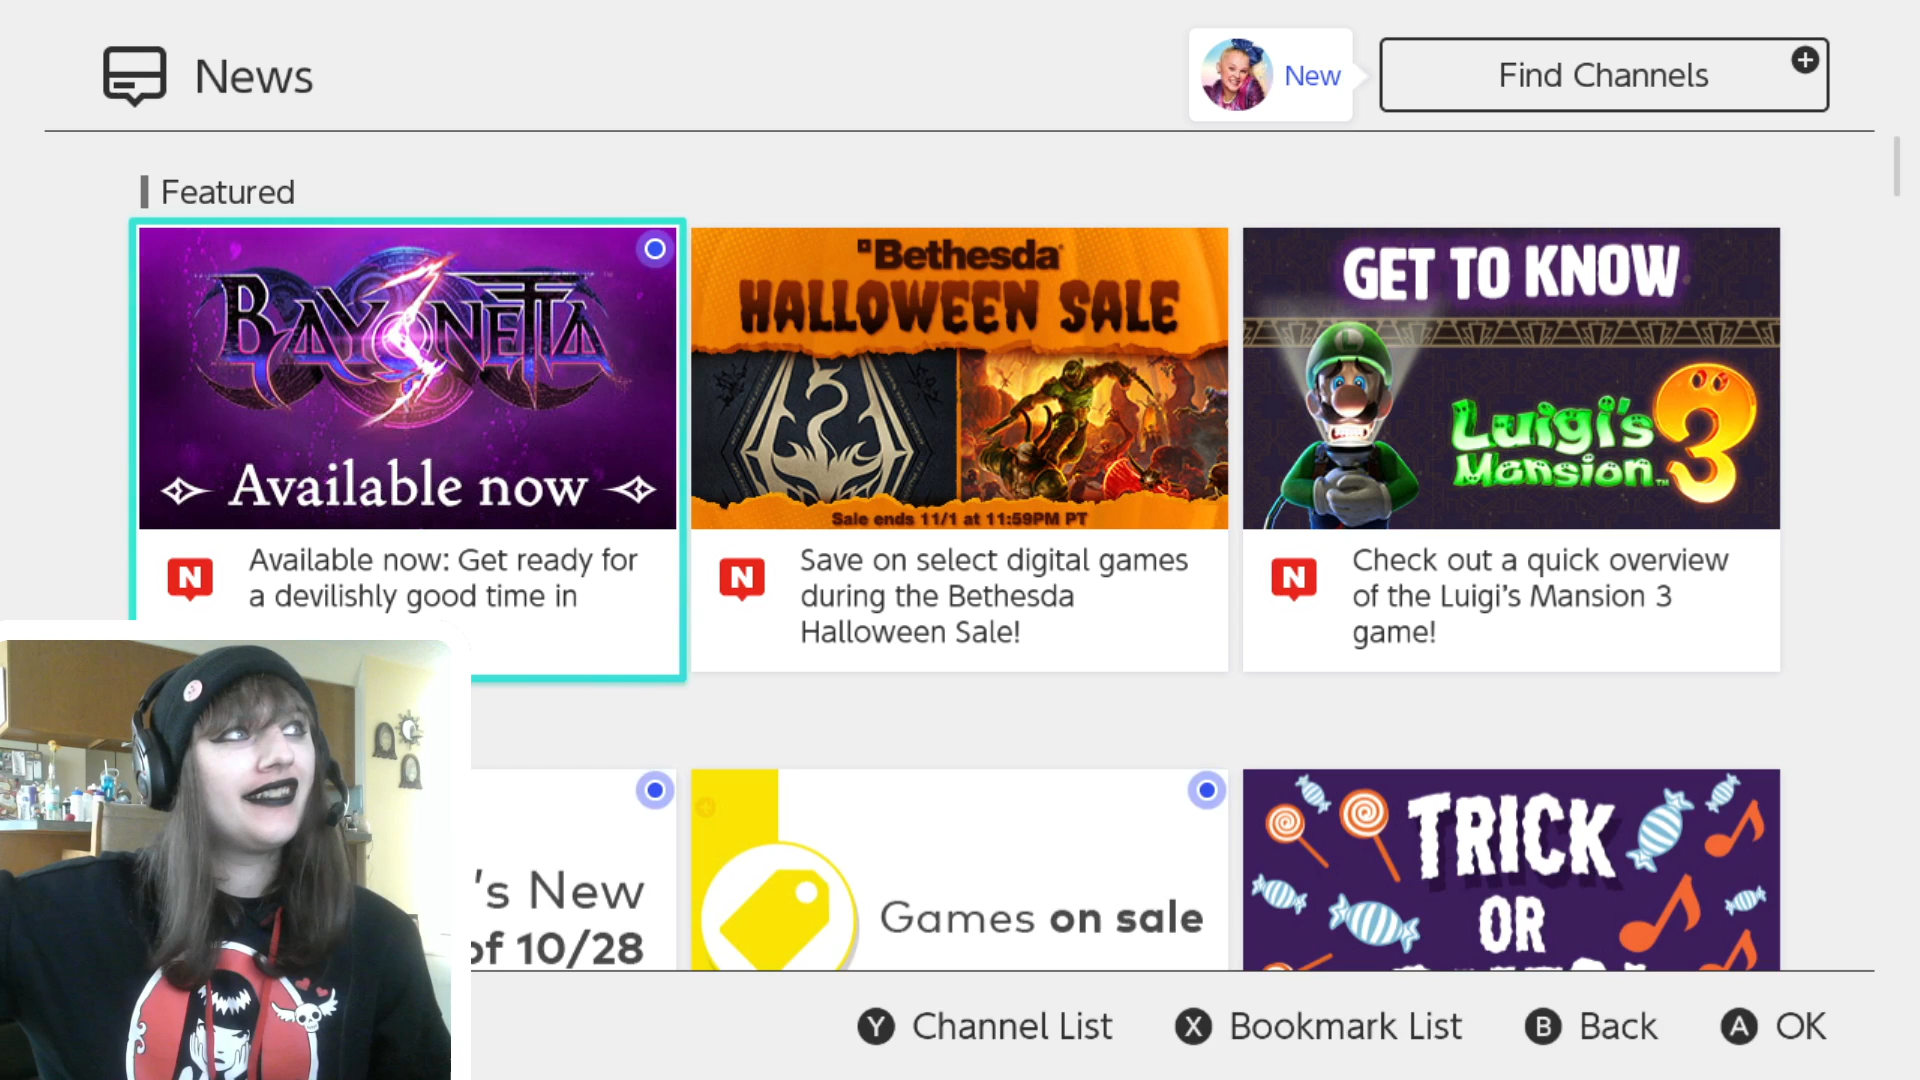 News
New
Find Channels
Featured
BAYONETTA 3
Available now
Available now: Get ready for
a devilishly good time in
Bethesda
HALLOWEEN SALE
Sale ends 11/1 at 11:59PM PT
Save on select digital games
during the Bethesda
Halloween Sale!
GET TO KNOW
L
Luigi's
Mansion™ 3
Check out a quick overview
of the Luigi's Mansion 3
game!
's New
of 10/28
Games on sale
TRICK
OR
Y Channel List
X Bookmark List
B Back
A OK